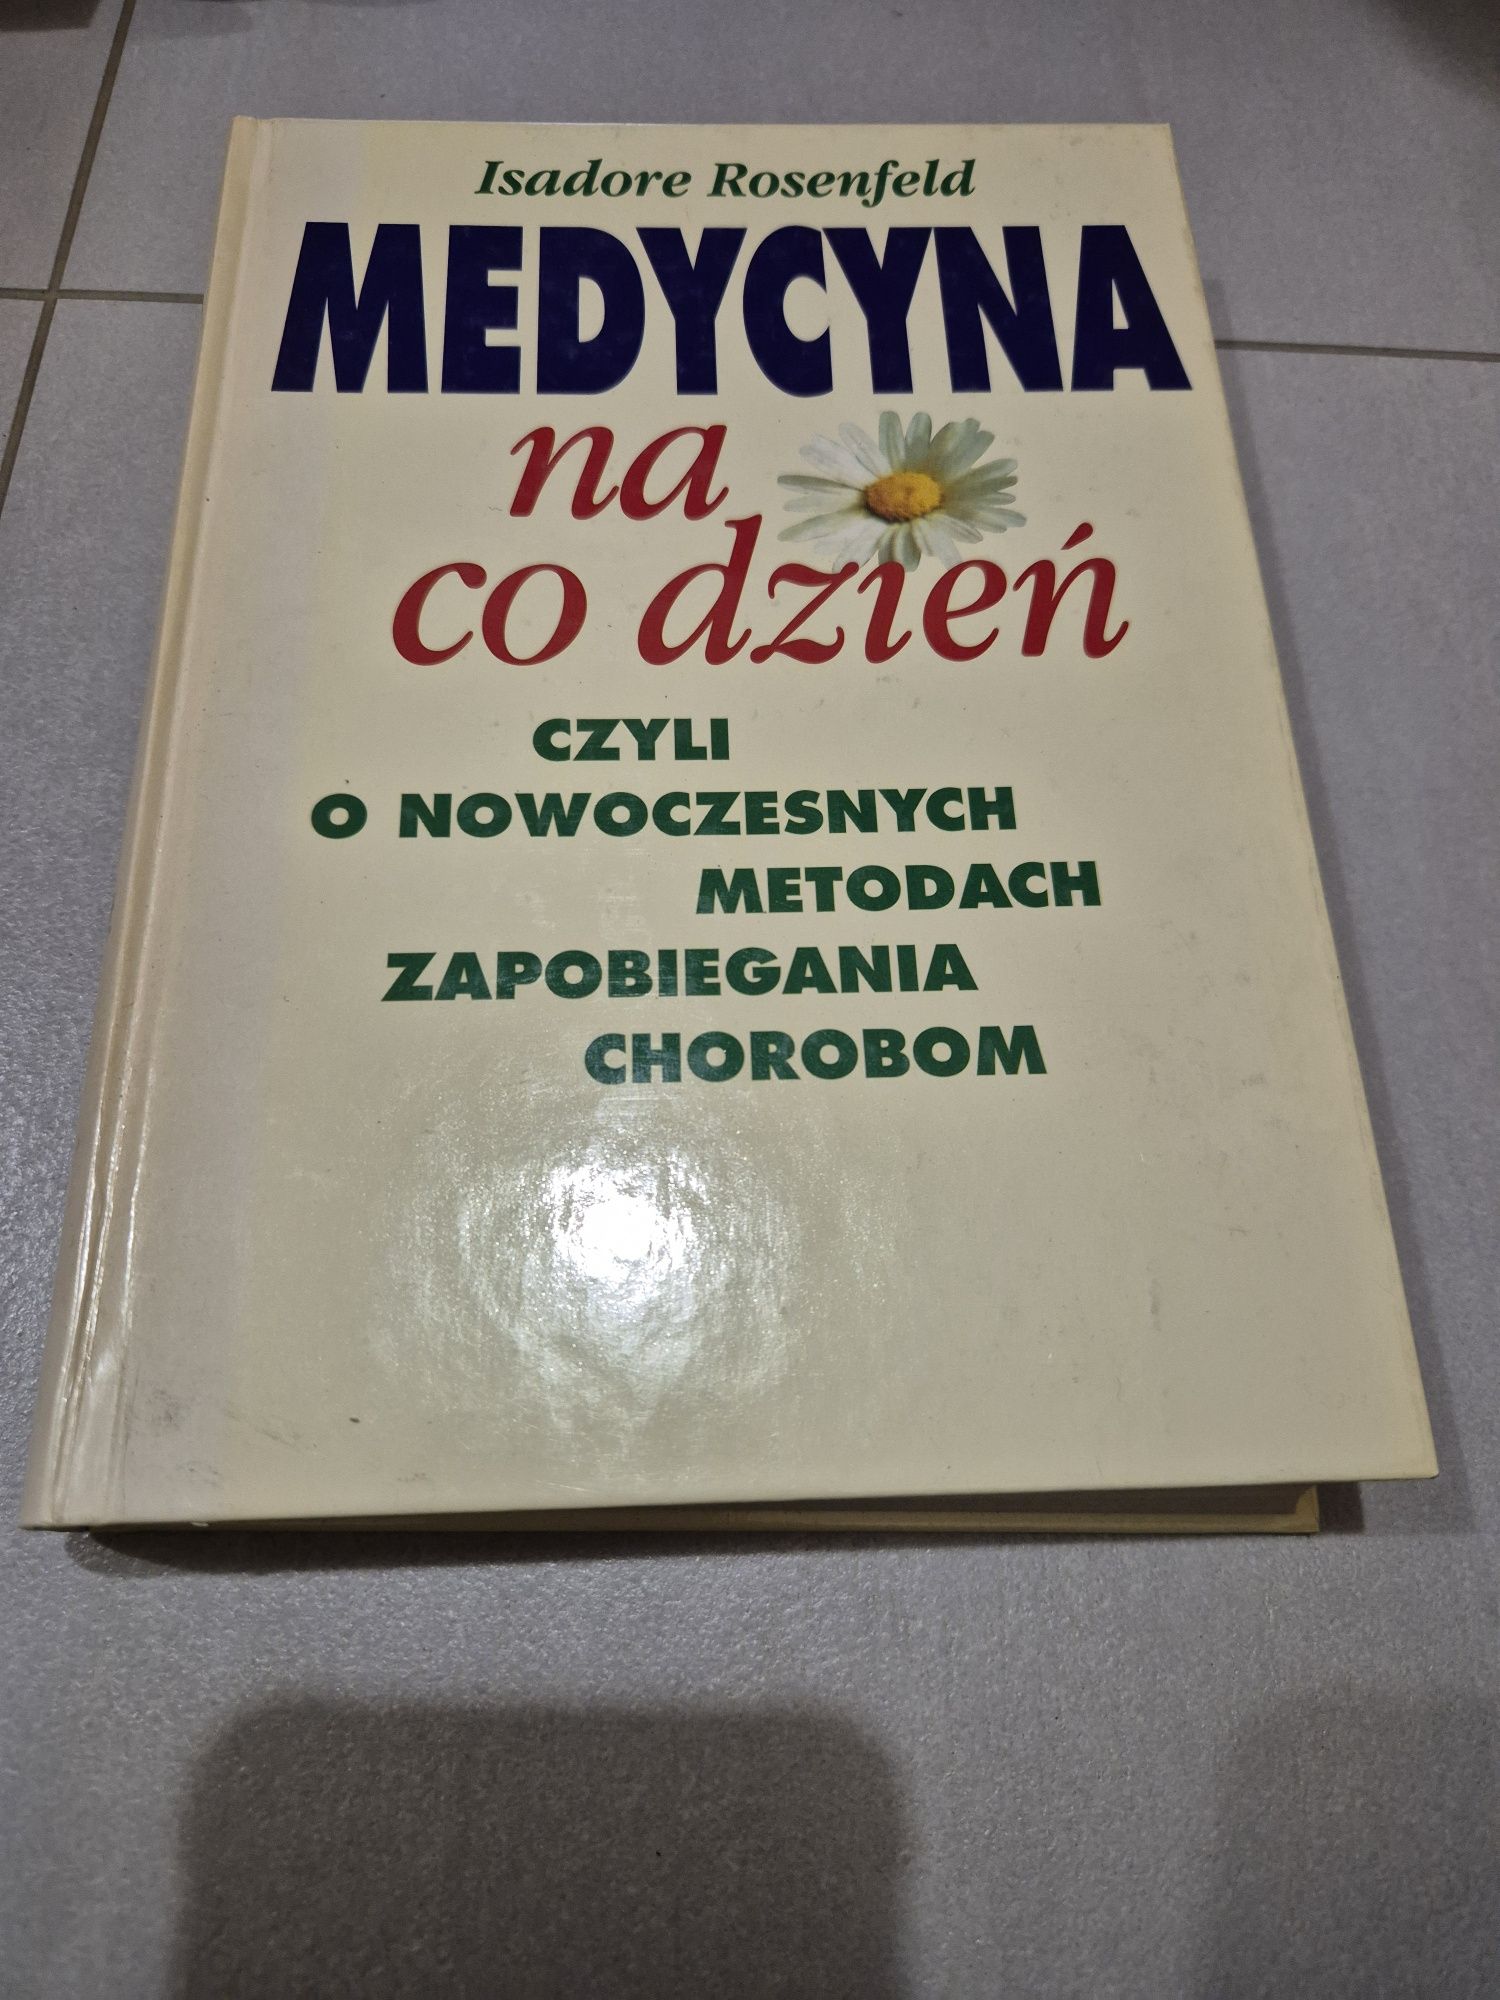 Isadore Rosenfeld
MEDYCYNA
na
co dzień
CZYLI
O NOWOCZESNYCH
METODACH
ZAPOBIEGANIA
CHOROBOM